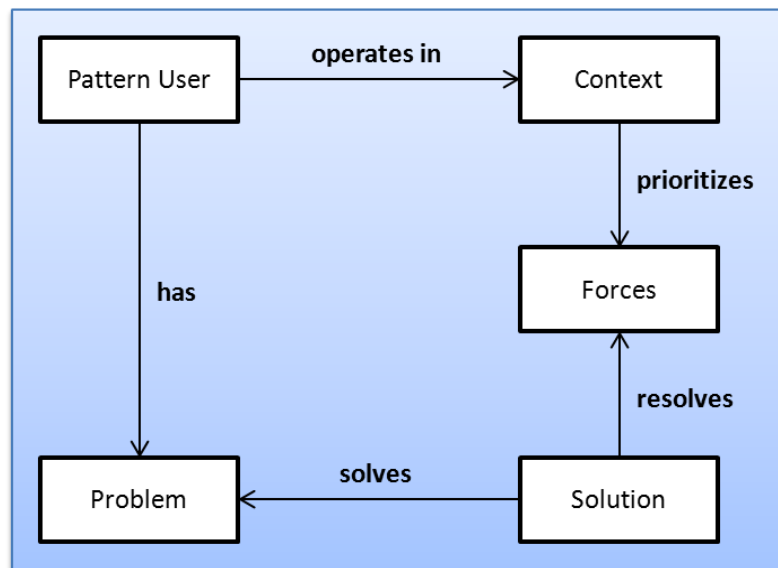 operates in
Pattern User
Context
prioritizes
has
Forces
resolves
solves
Problem
Solution